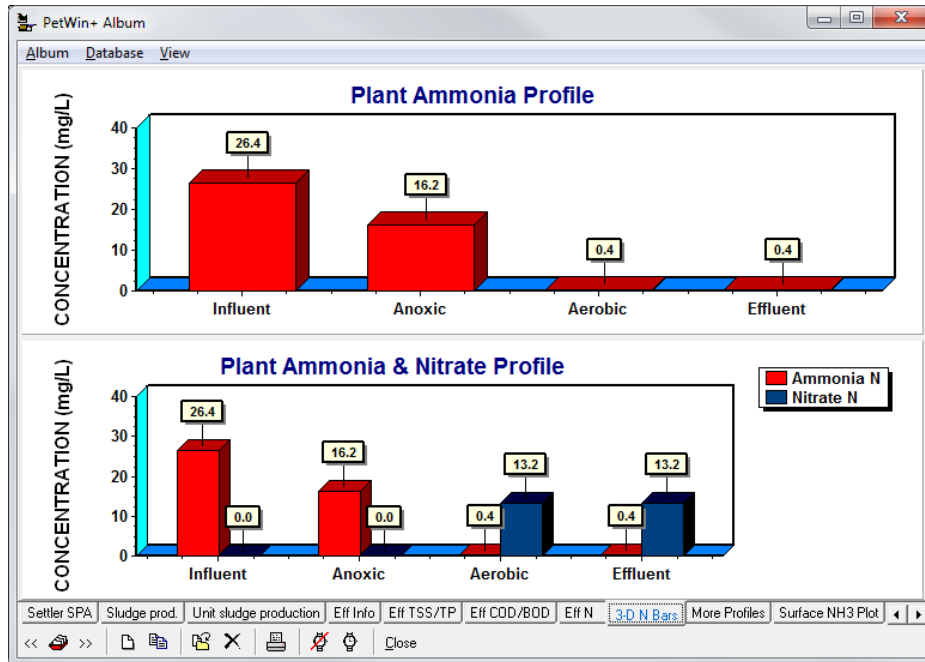 PetWin+ Album
Album Database View
Plant Ammonia Profile
CONCENTRATION (mg/L)
40
30
20
10
0
26.4
16.2
0.4
0.4
Influent Anoxic Aerobic Effluent
Plant Ammonia & Nitrate Profile
CONCENTRATION (mg/L)
40
30
20
10
0
26.4
0.0
16.2
0.0
0.4
13.2
0.4
13.2
Influent Anoxic Aerobic Effluent
Ammonia N
Nitrate N
Settler SPA Sludge prod. Unit sludge production Eff Info Eff TSS/TP Eff COD/BOD Eff N 3-D N Bars More Profiles Surface NH3 Plot
<< >> Close